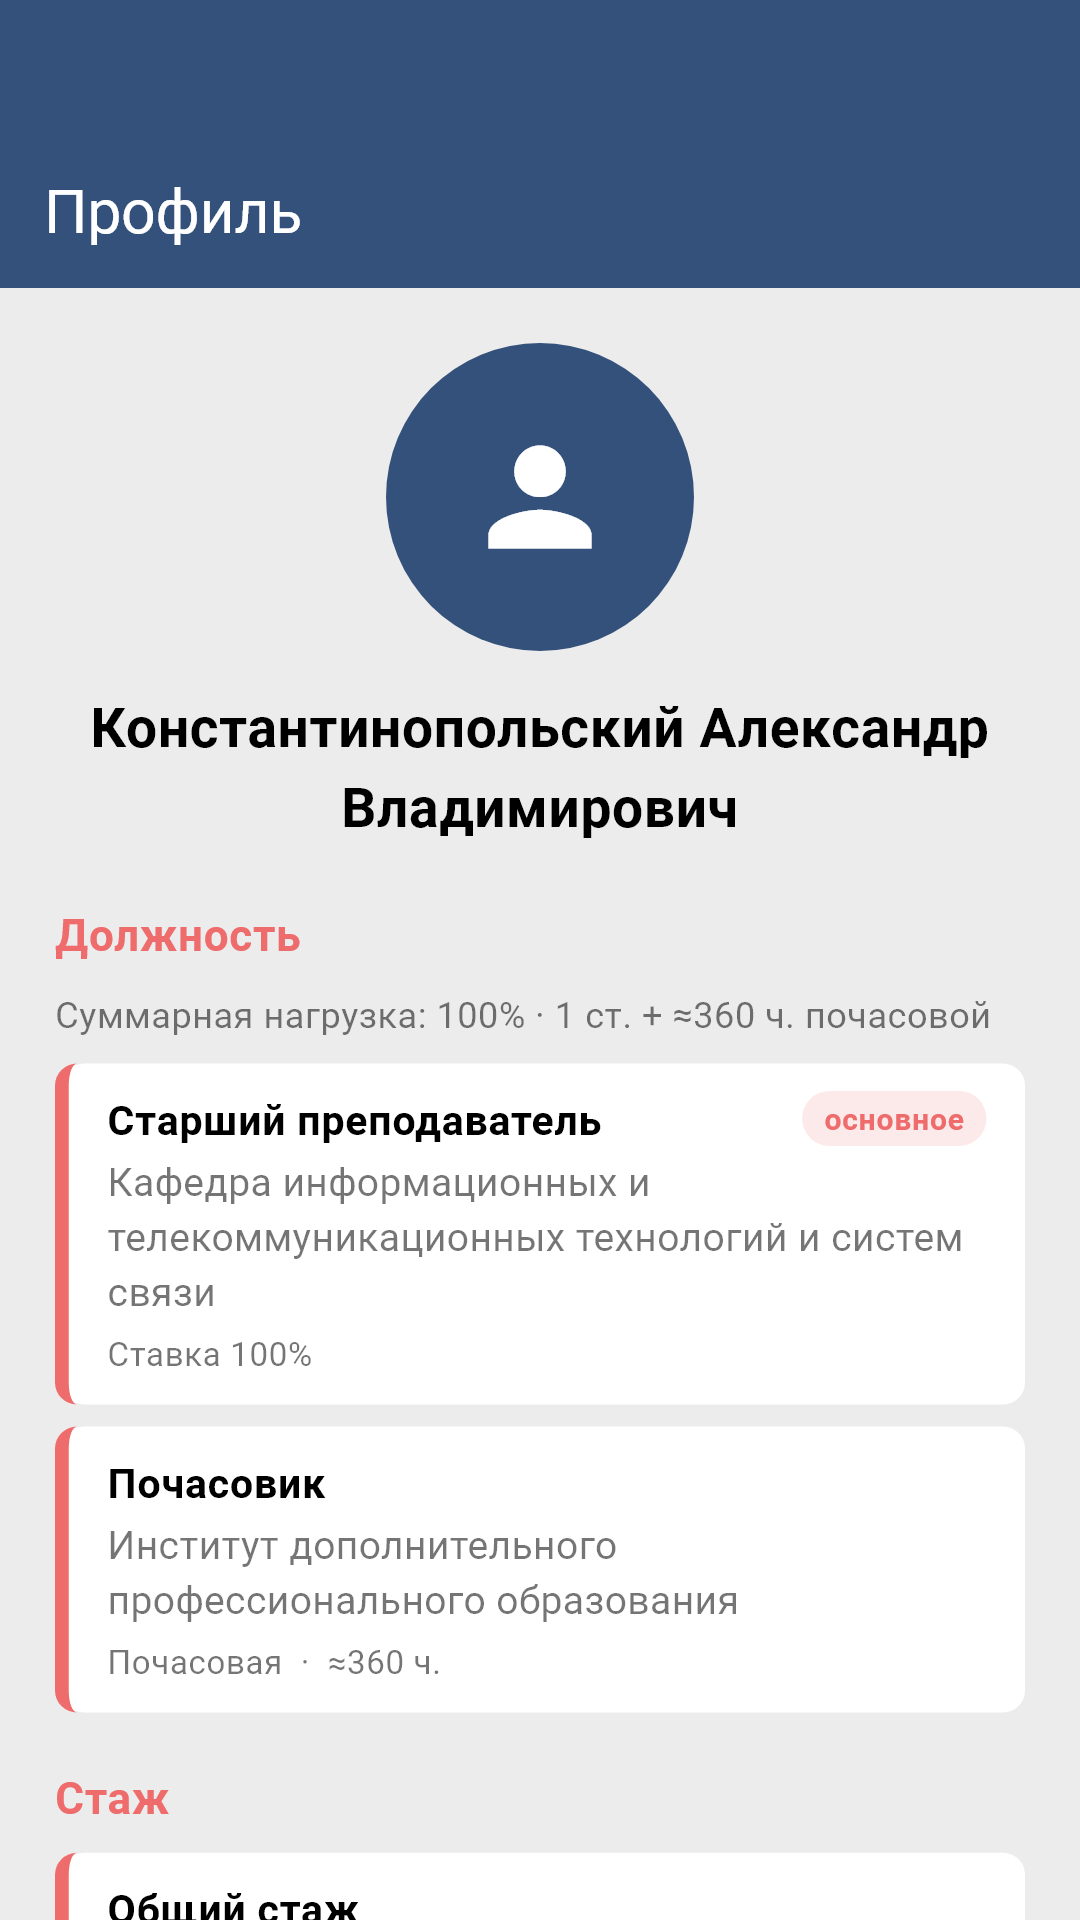 Профиль
Константинопольский Александр
Владимирович
Должность
Суммарная нагрузка: 100% · 1 ст. + ≈360 ч. почасовой
Старший преподаватель
основное
Кафедра информационных и
телекоммуникационных технологий и систем
связи
Ставка 100%
Почасовик
Институт дополнительного
профессионального образования
Почасовая · ≈360 ч.
Стаж
Общий стаж